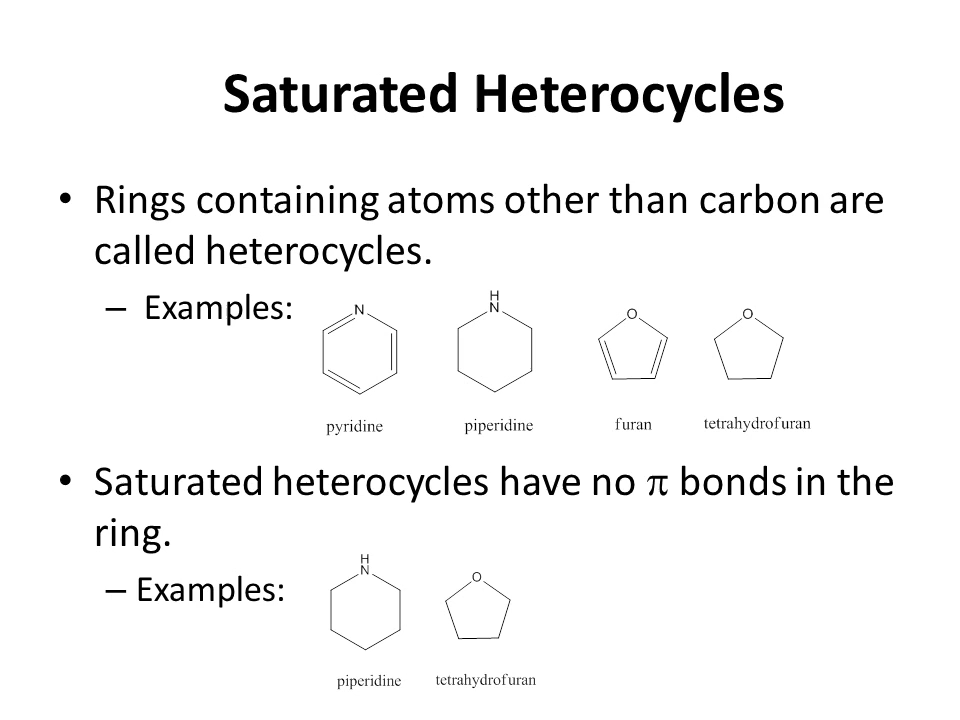 Saturated Heterocycles
• Rings containing atoms other than carbon are
called heterocycles.
– Examples:
N
H
N
O
O
pyridine
piperidine
furan
tetrahydrofuran
• Saturated heterocycles have no π bonds in the
ring.
– Examples:
H
N
O
piperidine
tetrahydrofuran